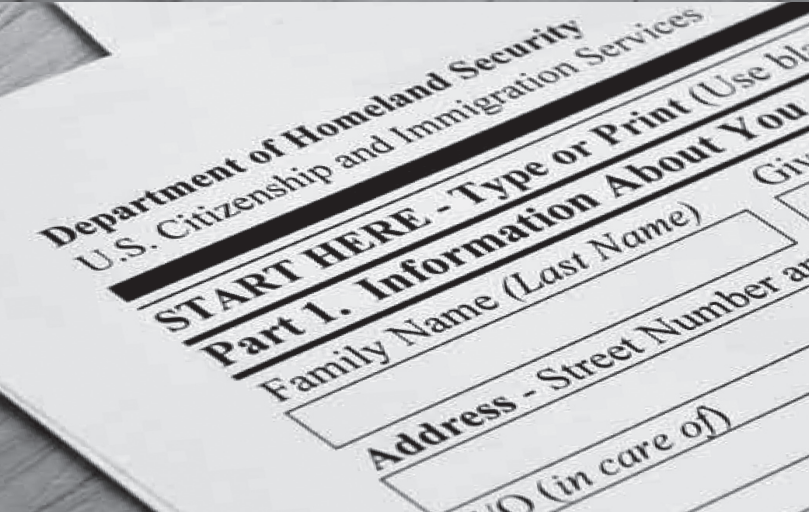 Department of Homeland Security
U.S. Citizenship and Immigration Services
START HERE - Type or Print (Use
Part 1. Information About You
Family Name (Last Name)
Address - Street Number
(in care of)